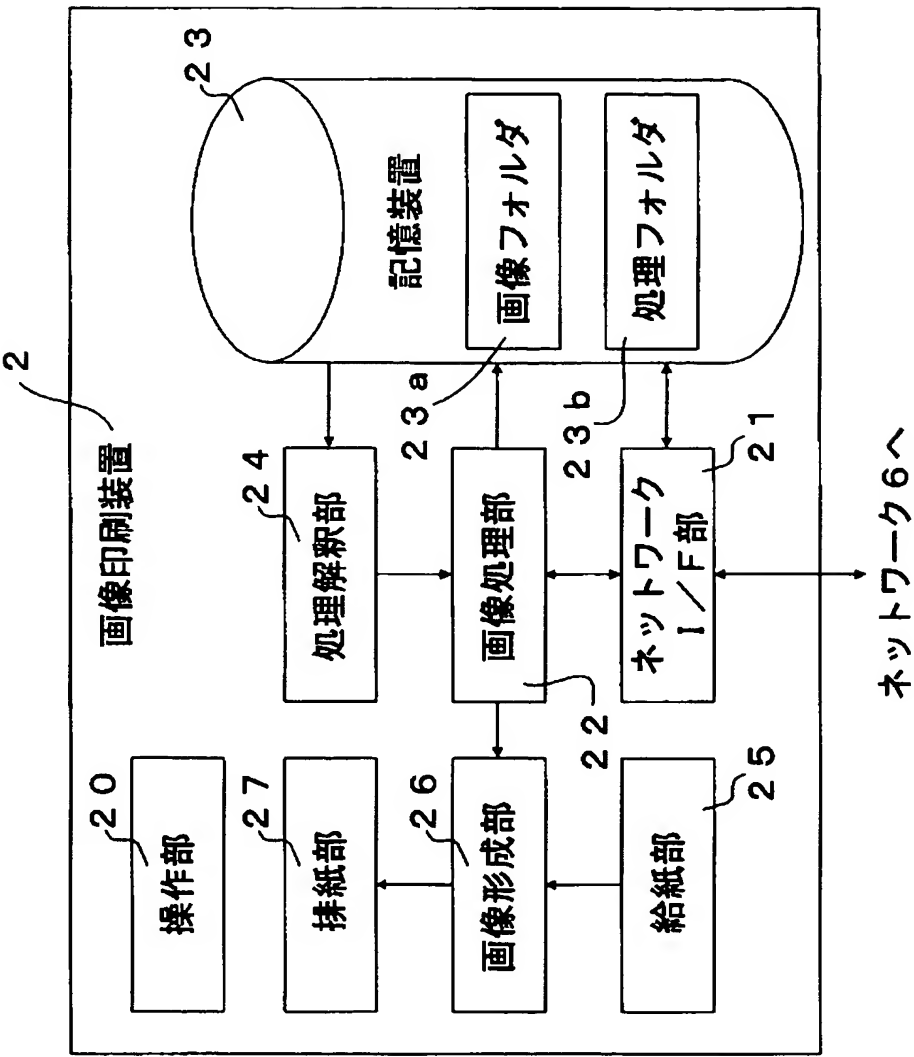 2
画像印刷装置
20
操作部
27
排紙部
26
画像形成部
25
給紙部
24
処理解釈部
画像処理部
22
ネットワーク
I/F部
21
23
記憶装置
画像フォルダ
23a
処理フォルダ
23b
ネットワーク6へ